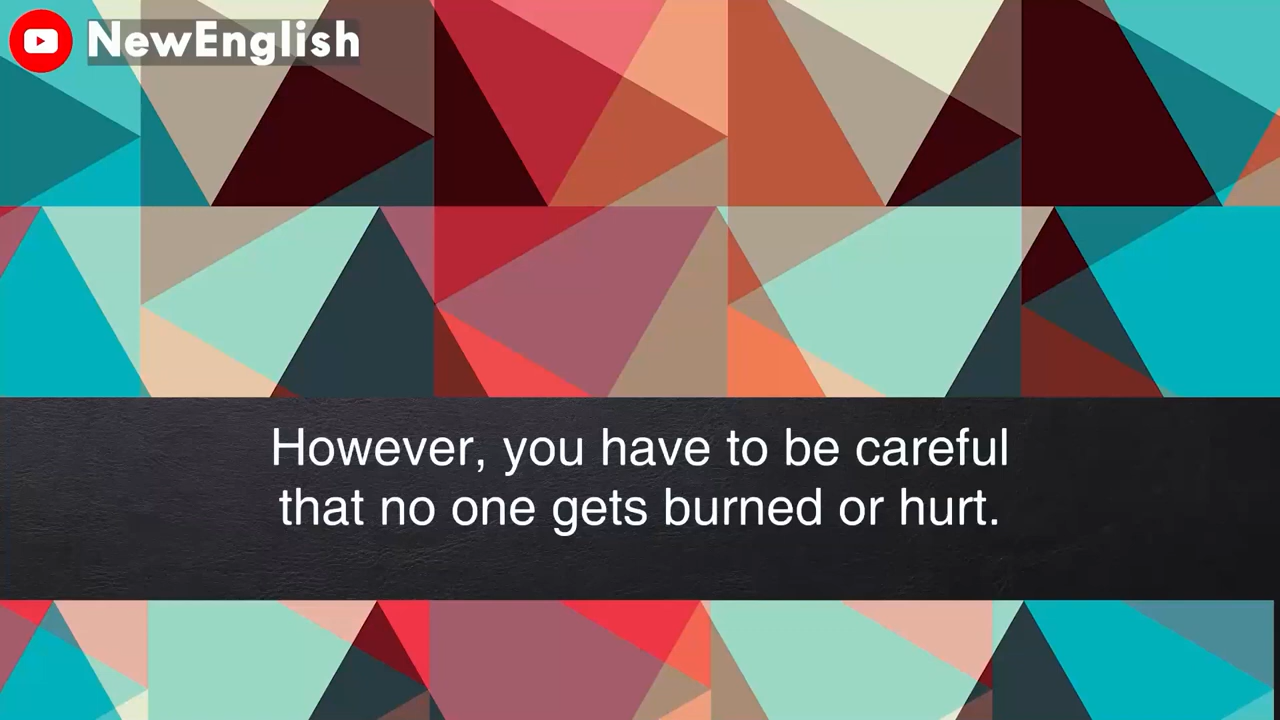 NewEnglish
However, you have to be careful
that no one gets burned or hurt.